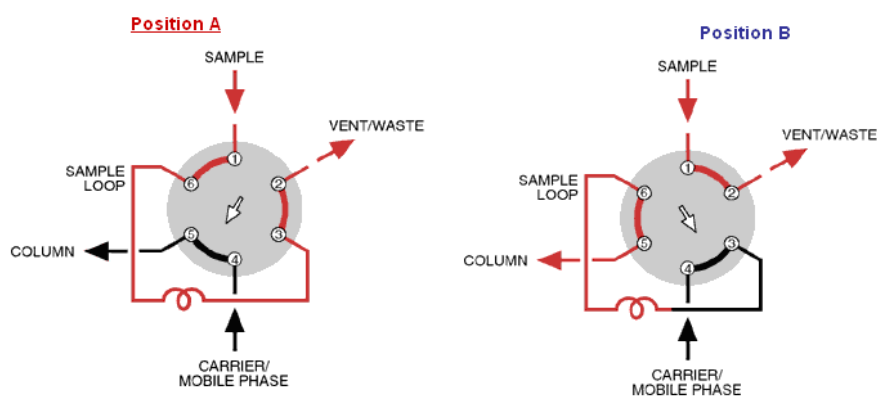 Position A
SAMPLE
VENT/WASTE
1
2
6
SAMPLE
LOOP
5
3
4
COLUMN
CARRIER/
MOBILE PHASE
Position B
SAMPLE
VENT/WASTE
1
2
6
SAMPLE
LOOP
5
3
4
COLUMN
CARRIER/
MOBILE PHASE